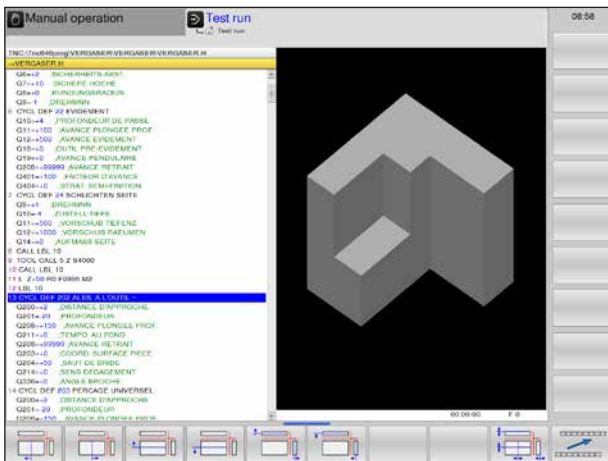 Manual operation
Test run
Test run
08:58
TNC:\Tnc640prog\VERGASER\VERGASER\VERGASER.H
→VERGASER.H
Q6=+2 ;SICHERHEITS-ABST.
Q7=+10 ;SICHERE HOEHE
Q8=+0 ;RUNDUNGSRADIUS
Q9=-1 ;DREHSINN
6 CYCL DEF 22 EVIDEMENT
Q10=+4 ;PROFONDEUR DE PASSE
Q11=+100 ;AVANCE PLONGEE PROF.
Q12=+500 ;AVANCE EVIDEMENT
Q18=+0 ;OUTIL PRE-EVIDEMENT
Q19=+0 ;AVANCE PENDULAIRE
Q208=+99999 ;AVANCE RETRAIT
Q401=+100 ;FACTEUR D'AVANCE
Q404=+0 ;STRAT. SEMI-FINITION
7 CYCL DEF 24 SCHLICHTEN SEITE
Q9=+1 ;DREHSINN
Q10=-4 ;ZUSTELL-TIEFE
Q11=+500 ;VORSCHUB TIEFENZ.
Q12=+1000 ;VORSCHUB RAEUMEN
Q14=+0 ;AUFMASS SEITE
8 CALL LBL 10
9 TOOL CALL 5 Z S4000
10 CALL LBL 10
11 L Z+50 R0 F9998 M2
12 LBL 10
13 CYCL DEF 202 ALES. A L'OUTIL ~
Q200=+2 ;DISTANCE D'APPROCHE
Q201=-20 ;PROFONDEUR
Q206=+150 ;AVANCE PLONGEE PROF.
Q211=+0 ;TEMPO. AU FOND
Q208=+99999 ;AVANCE RETRAIT
Q203=+0 ;COORD. SURFACE PIECE
Q204=+50 ;SAUT DE BRIDE
Q214=+0 ;SENS DEGAGEMENT
Q336=+0 ;ANGLE BROCHE
14 CYCL DEF 203 PERCAGE UNIVERSEL
Q200=+2 ;DISTANCE D'APPROCHE
Q201=-20 ;PROFONDEUR
Q206=+150 ;AVANCE PLONGEE PROF.
00:00:00 F 0